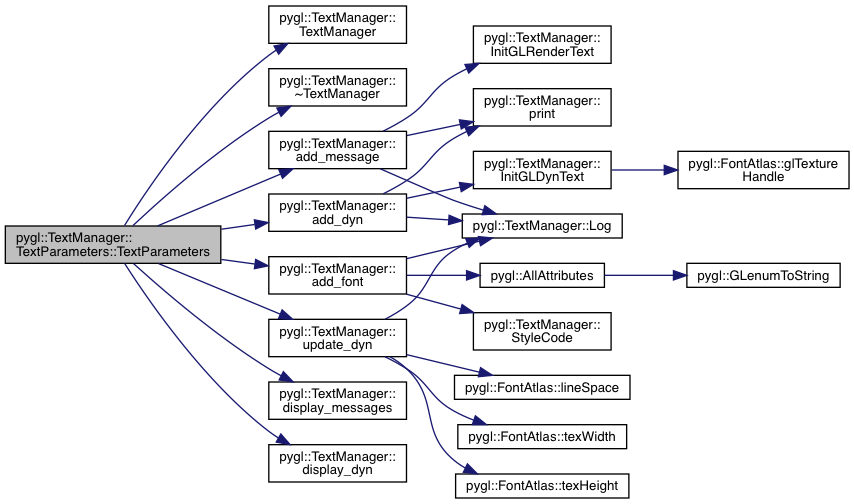 pygl::TextManager::
TextParameters::TextParameters
pygl::TextManager::
TextManager
pygl::TextManager::
~TextManager
pygl::TextManager::
add_message
pygl::TextManager::
add_dyn
pygl::TextManager::
add_font
pygl::TextManager::
update_dyn
pygl::TextManager::
display_messages
pygl::TextManager::
display_dyn
pygl::TextManager::
InitGLRenderText
pygl::TextManager::
print
pygl::TextManager::
InitGLDynText
pygl::TextManager::Log
pygl::AllAttributes
pygl::TextManager::
StyleCode
pygl::FontAtlas::lineSpace
pygl::FontAtlas::texWidth
pygl::FontAtlas::texHeight
pygl::FontAtlas::glTexture
Handle
pygl::GLenumToString